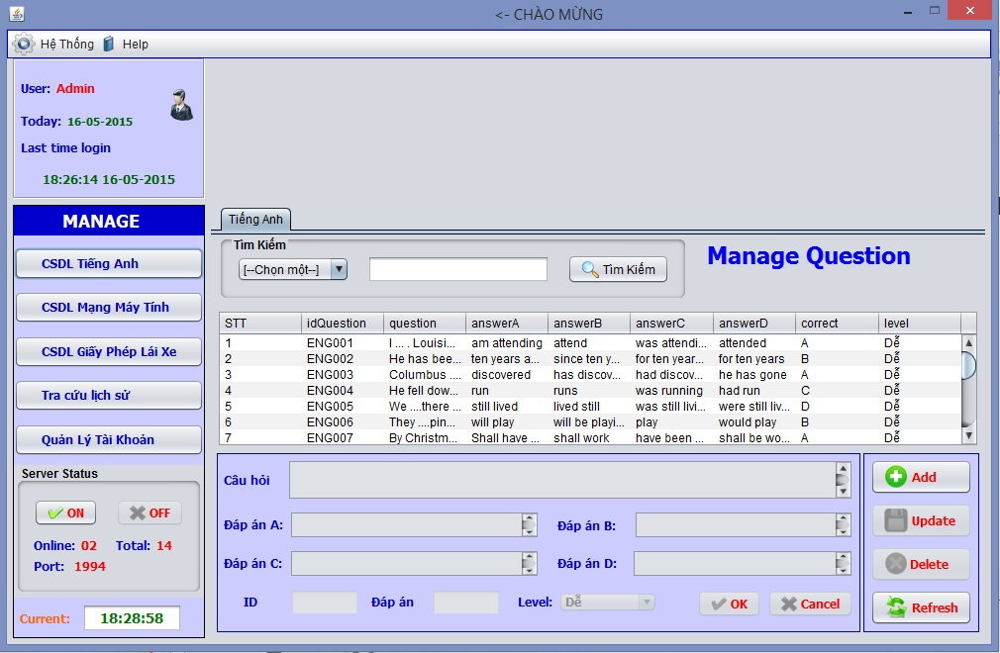 <- CHÀO MỪNG
Hệ Thống Help
User: Admin
Today: 16-05-2015
Last time login
18:26:14 16-05-2015
MANAGE
CSDL Tiếng Anh
CSDL Mạng Máy Tính
CSDL Giấy Phép Lái Xe
Tra cứu lịch sử
Quản Lý Tài Khoản
Server Status
ON OFF
Online: 02 Total: 14
Port: 1994
Current: 18:28:58
Tiếng Anh
Tìm Kiếm
[--Chọn một--] Tìm Kiếm
Manage Question
STT idQuestion question answerA answerB answerC answerD correct level
1 ENG001 I ... . Louisi... am attending attend was attendi... attended A Dễ
2 ENG002 He has bee... ten years a... since ten y... for ten year... for ten years B Dễ
3 ENG003 Columbus .... discovered has discov... had discov... he has gone A Dễ
4 ENG004 He fell dow... run runs was running had run C Dễ
5 ENG005 We ....there ... still lived lived still was still livi... were still liv... D Dễ
6 ENG006 They ....pin... will play will be playi... play would play B Dễ
7 ENG007 By Christm... Shall have ... shall work have been ... shall be wo... A Dễ
Câu hỏi
Đáp án A: Đáp án B:
Đáp án C: Đáp án D:
ID Đáp án Level: Dễ OK Cancel
Add
Update
Delete
Refresh